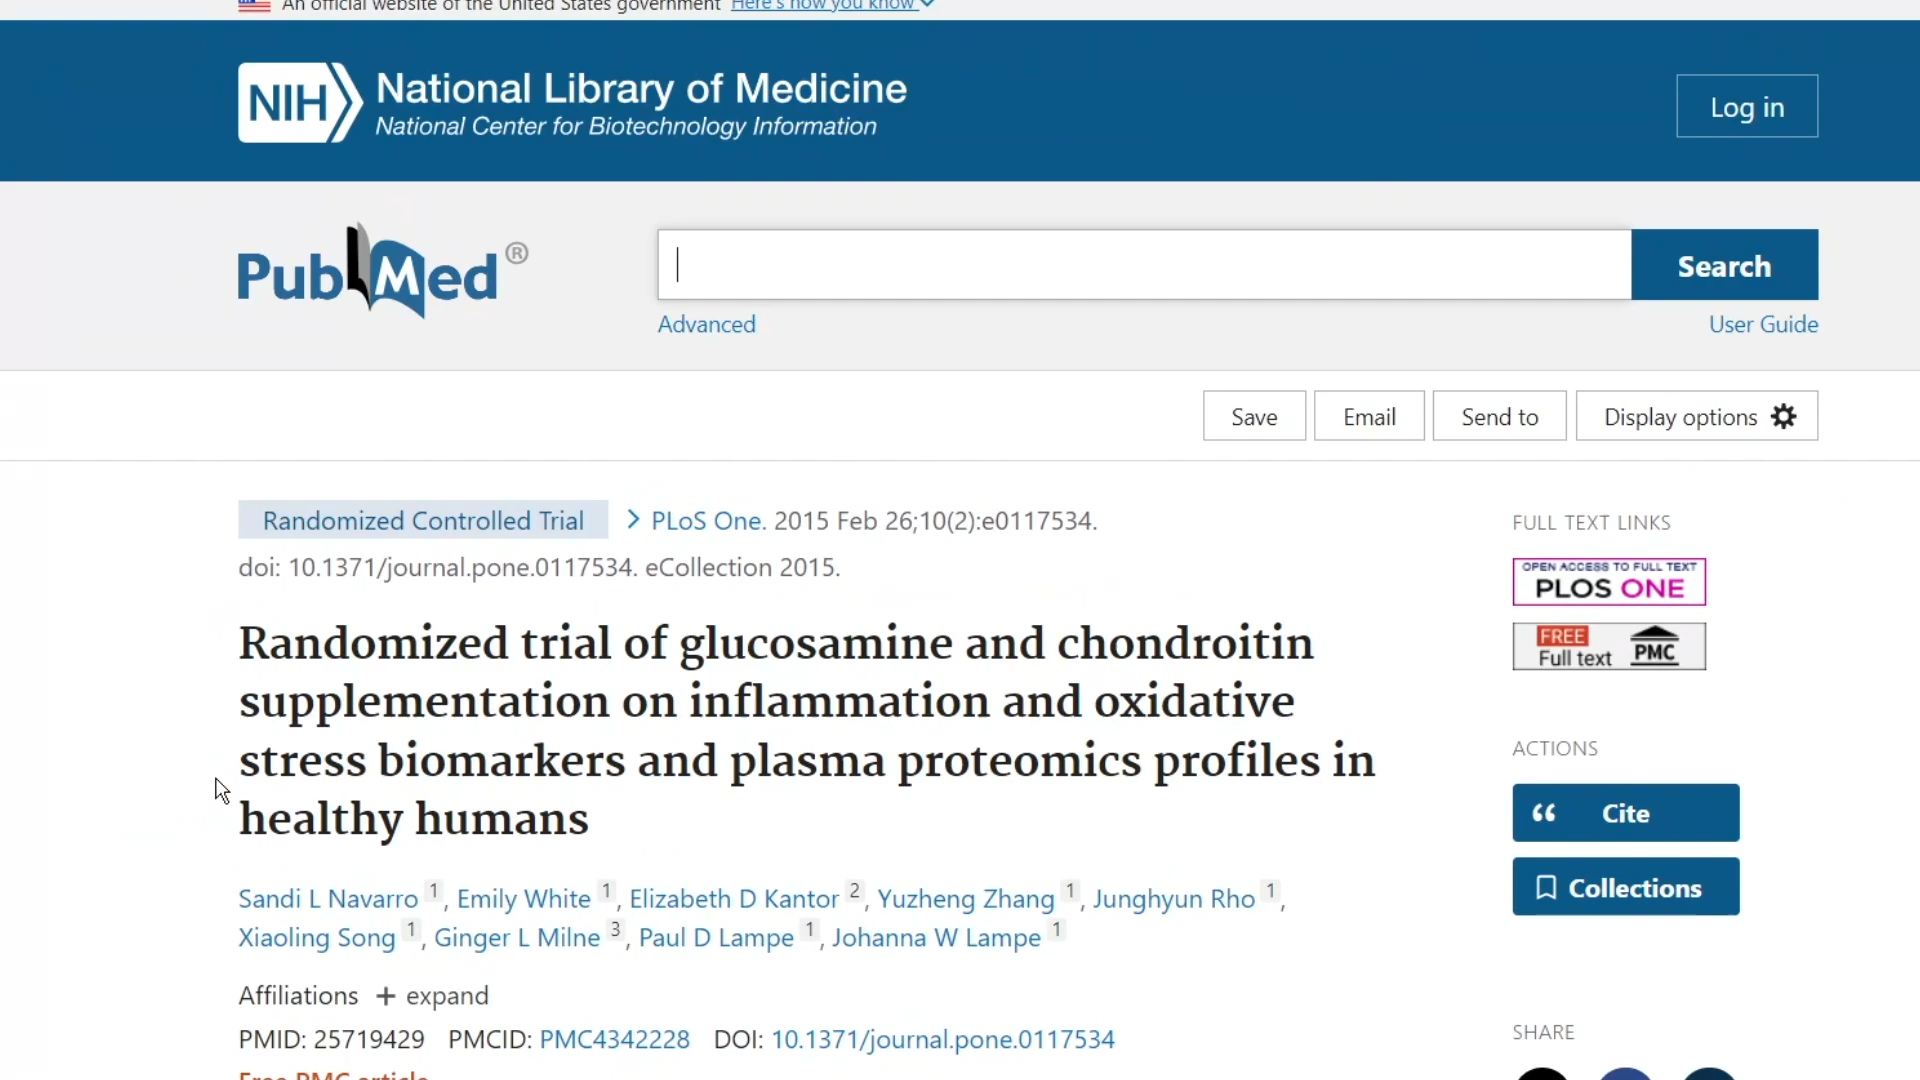 An official website of the United States government Here's how you know
NIH National Library of Medicine
National Center for Biotechnology Information
Log in
PubMed®
Search
Advanced
User Guide
Save
Email
Send to
Display options
Randomized Controlled Trial > PLoS One. 2015 Feb 26;10(2):e0117534.
doi: 10.1371/journal.pone.0117534. eCollection 2015.
Randomized trial of glucosamine and chondroitin
supplementation on inflammation and oxidative
stress biomarkers and plasma proteomics profiles in
healthy humans
Sandi L Navarro 1, Emily White 1, Elizabeth D Kantor 2, Yuzheng Zhang 1, Junghyun Rho 1,
Xiaoling Song 1, Ginger L Milne 3, Paul D Lampe 1, Johanna W Lampe 1
Affiliations + expand
PMID: 25719429 PMCID: PMC4342228 DOI: 10.1371/journal.pone.0117534
Free PMC article
FULL TEXT LINKS
OPEN ACCESS TO FULL TEXT
PLOS ONE
FREE
Full text PMC
ACTIONS
“ Cite
Collections
SHARE